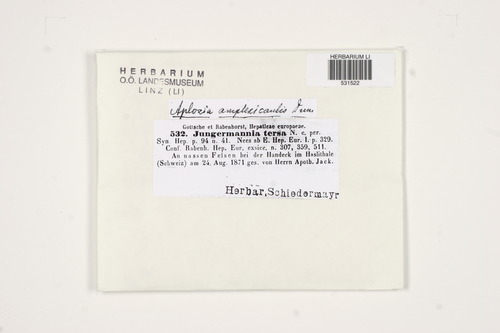 HERBARIUM LI
531522
HERBARIUM
O.Ö. LANDESMUSEUM
LINZ (LI)
Aplozia amplexicaulis Dum.
Gottsche et Rabenhorst, Hepaticae europaeae.
532. Jungermannia tersa N. c. per.
Syn Hep. p. 94 n. 41. Nees ab E. Hep. Eur. I. p. 329.
Conf. Rabenh. Hep. Eur. exsicc. n. 307, 359, 511.
An nassen Felsen bei der Handeck im Haslithale
(Schweiz) am 24. Aug. 1871 ges. von Herrn Apoth. Jack.
Herbar, Schiedermayr